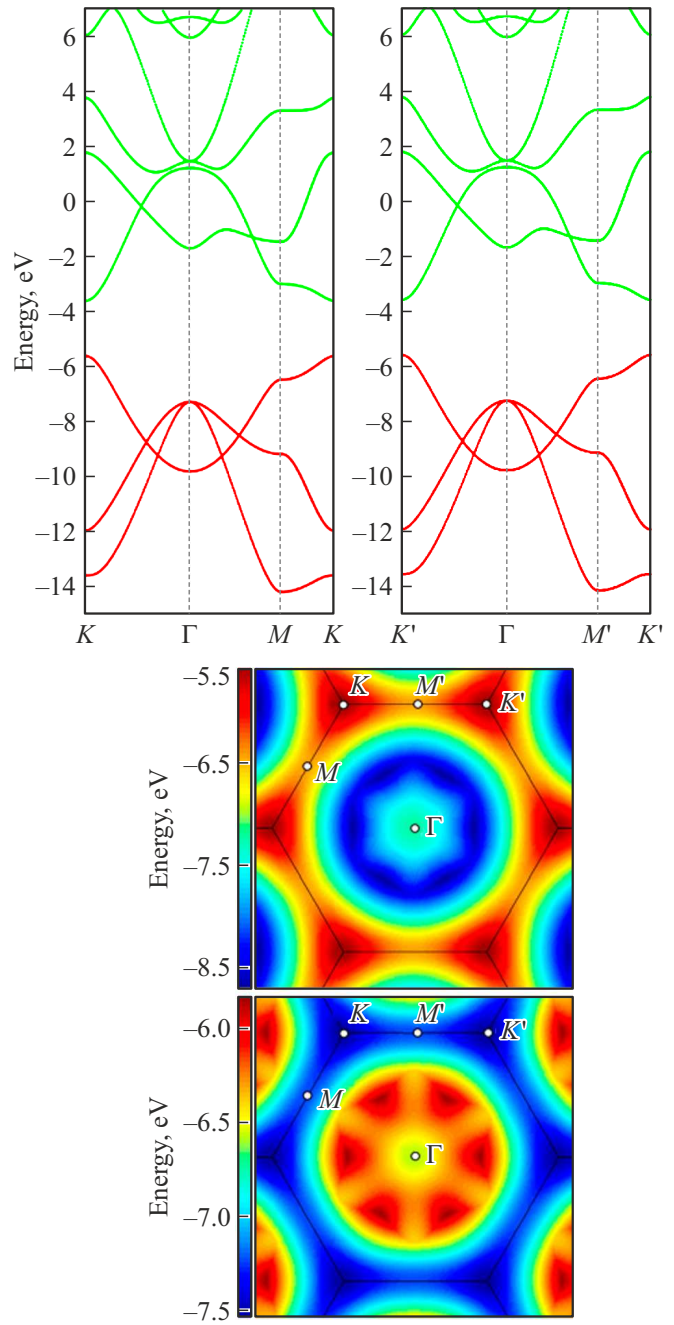 6
4
2
0
–2
–4
–6
–8
–10
–12
–14
Energy, eV
K Γ M K
6
4
2
0
–2
–4
–6
–8
–10
–12
–14
K' Γ M' K'
–5.5
–6.5
–7.5
–8.5
Energy, eV
K M' K'
M
Γ
–6.0
–6.5
–7.0
–7.5
Energy, eV
K M' K'
M
Γ